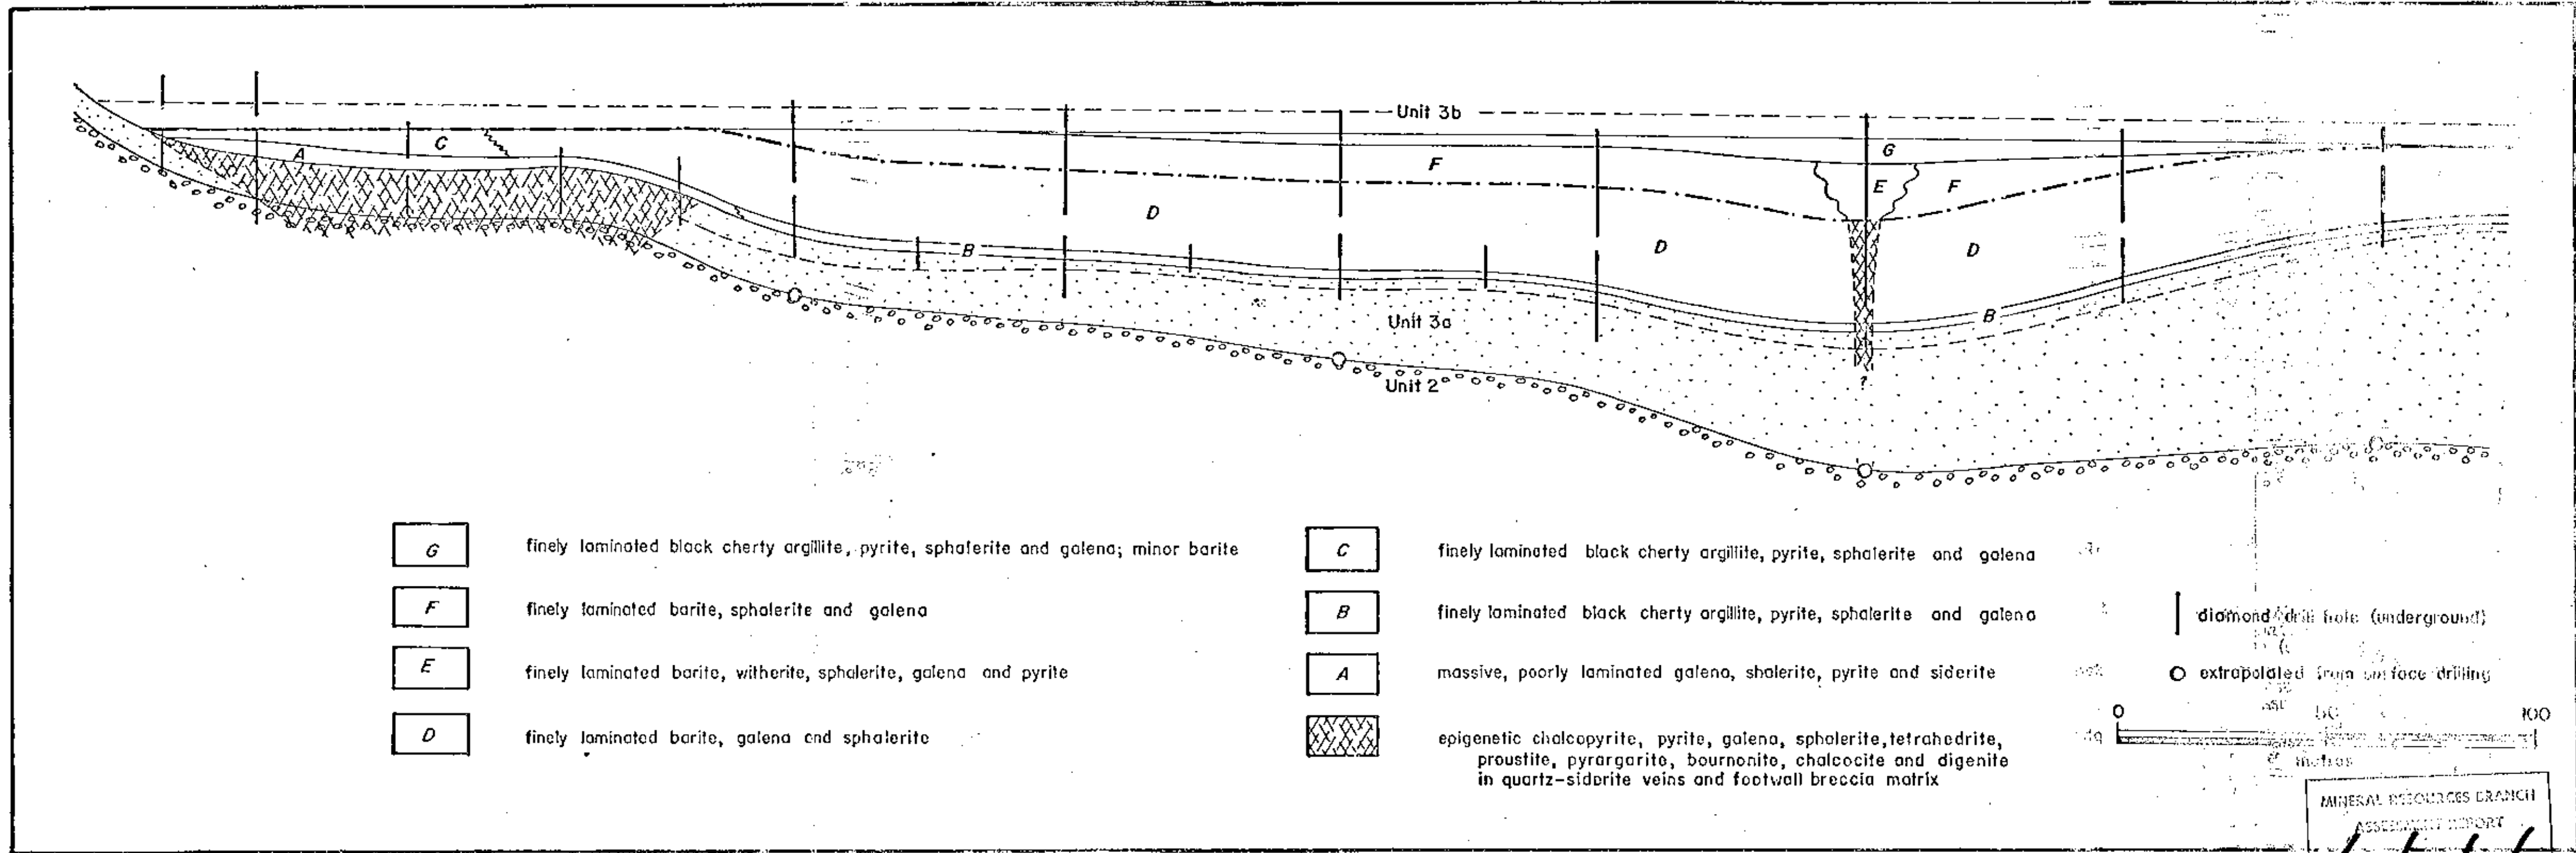 Unit 3b
C
A
G
F
E
F
D
D
D
B
B
Unit 3a
Unit 2
?
G
finely laminated black cherty argillite, pyrite, sphalerite and galena; minor barite
F
finely laminated barite, sphalerite and galena
E
finely laminated barite, witherite, sphalerite, galena and pyrite
D
finely laminated barite, galena and sphalerite
C
finely laminated black cherty argillite, pyrite, sphalerite and galena
B
finely laminated black cherty argillite, pyrite, sphalerite and galena
A
massive, poorly laminated galena, shalerite, pyrite and siderite
epigenetic chalcopyrite, pyrite, galena, sphalerite, tetrahedrite,
proustite, pyrargarite, bournonite, chalcocite and digenite
in quartz-siderite veins and footwall breccia matrix
diamond drill hole (underground)
extrapolated from surface drilling
0 50 100
metres
MINERAL RESOURCES BRANCH
ASSESSMENT REPORT